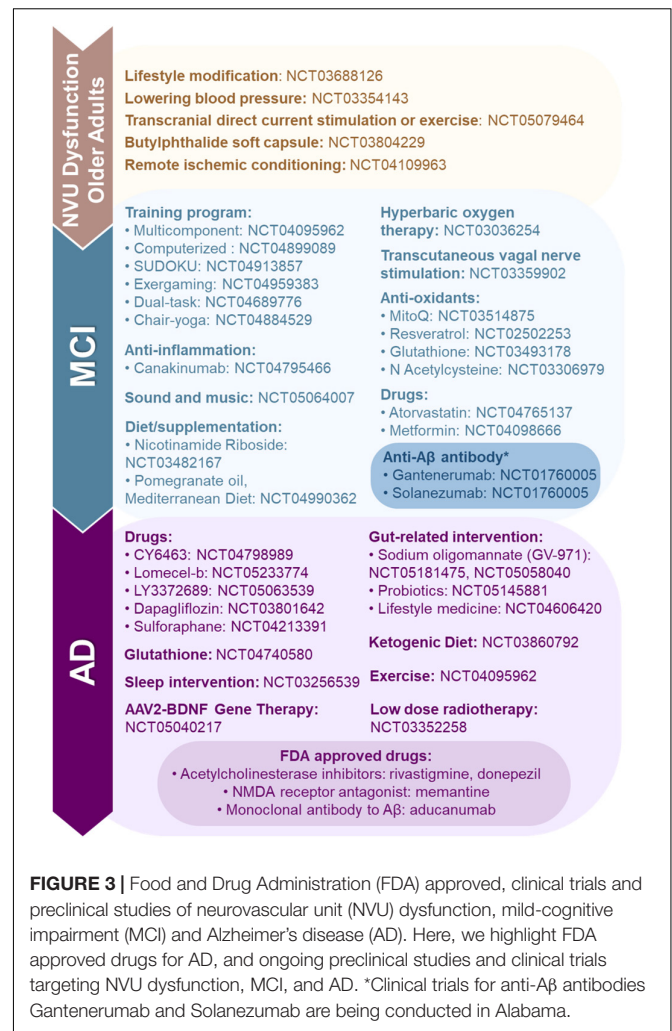 NVU Dysfunction
Older Adults
Lifestyle modification: NCT03688126
Lowering blood pressure: NCT03354143
Transcranial direct current stimulation or exercise: NCT05079464
Butylphthalide soft capsule: NCT03804229
Remote ischemic conditioning: NCT04109963
MCI
Training program:
• Multicomponent: NCT04095962
• Computerized : NCT04899089
• SUDOKU: NCT04913857
• Exergaming: NCT04959383
• Dual-task: NCT04689776
• Chair-yoga: NCT04884529
Anti-inflammation:
• Canakinumab: NCT04795466
Sound and music: NCT05064007
Diet/supplementation:
• Nicotinamide Riboside:
NCT03482167
• Pomegranate oil,
Mediterranean Diet: NCT04990362
Hyperbaric oxygen
therapy: NCT03036254
Transcutaneous vagal nerve
stimulation: NCT03359902
Anti-oxidants:
• MitoQ: NCT03514875
• Resveratrol: NCT02502253
• Glutathione: NCT03493178
• N Acetylcysteine: NCT03306979
Drugs:
• Atorvastatin: NCT04765137
• Metformin: NCT04098666
Anti-Aβ antibody*
• Gantenerumab: NCT01760005
• Solanezumab: NCT01760005
AD
Drugs:
• CY6463: NCT04798989
• Lomecel-b: NCT05233774
• LY3372689: NCT05063539
• Dapagliflozin: NCT03801642
• Sulforaphane: NCT04213391
Glutathione: NCT04740580
Sleep intervention: NCT03256539
AAV2-BDNF Gene Therapy:
NCT05040217
Gut-related intervention:
• Sodium oligomannate (GV-971):
NCT05181475, NCT05058040
• Probiotics: NCT05145881
• Lifestyle medicine: NCT04606420
Ketogenic Diet: NCT03860792
Exercise: NCT04095962
Low dose radiotherapy:
NCT03352258
FDA approved drugs:
• Acetylcholinesterase inhibitors: rivastigmine, donepezil
• NMDA receptor antagonist: memantine
• Monoclonal antibody to Aβ: aducanumab
FIGURE 3 | Food and Drug Administration (FDA) approved, clinical trials and
preclinical studies of neurovascular unit (NVU) dysfunction, mild-cognitive
impairment (MCI) and Alzheimer's disease (AD). Here, we highlight FDA
approved drugs for AD, and ongoing preclinical studies and clinical trials
targeting NVU dysfunction, MCI, and AD. *Clinical trials for anti-Aβ antibodies
Gantenerumab and Solanezumab are being conducted in Alabama.